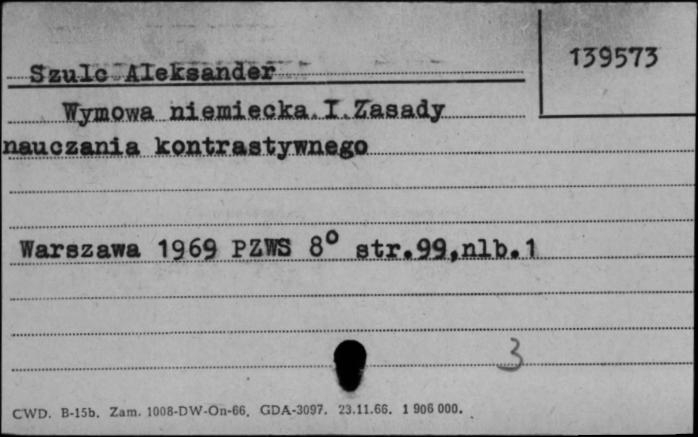 139573
Szulc Aleksander
Wymowa niemiecka.I.Zasady
nauczania kontrastywnego
Warszawa 1969 PZWS 8° str.99,nlb.1
3
CWD. B-15b. Zam. 1008-DW-On-66. GDA-3097. 23.11.66. 1 906 000.